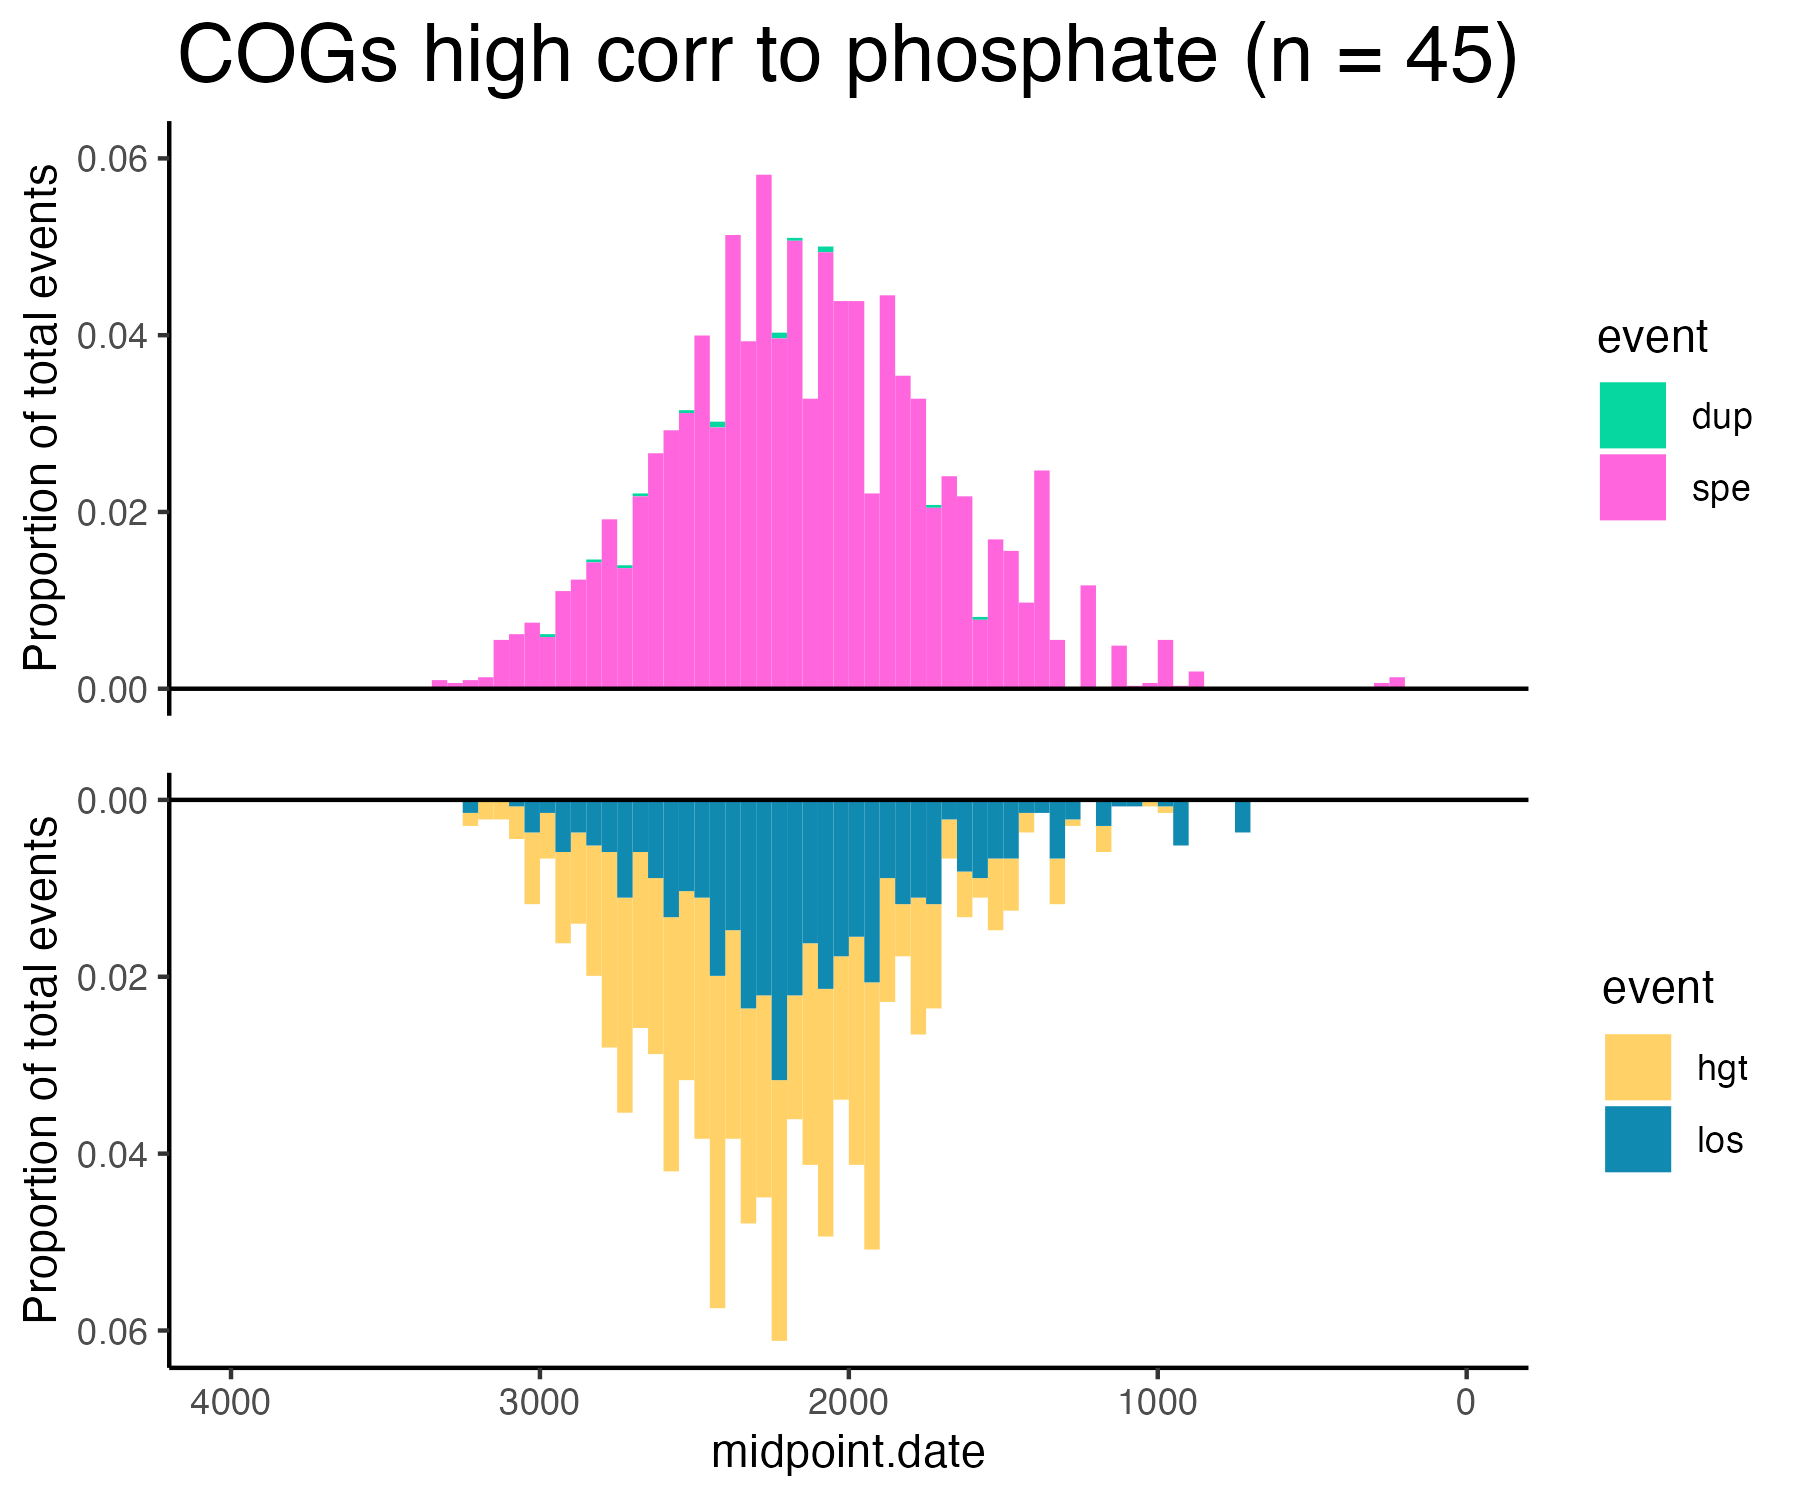 COGs high corr to phosphate (n = 45)
Proportion of total events
0.06
0.04
0.02
0.00
event
dup
spe
Proportion of total events
0.00
0.02
0.04
0.06
event
hgt
los
4000 3000 2000 1000 0
midpoint.date